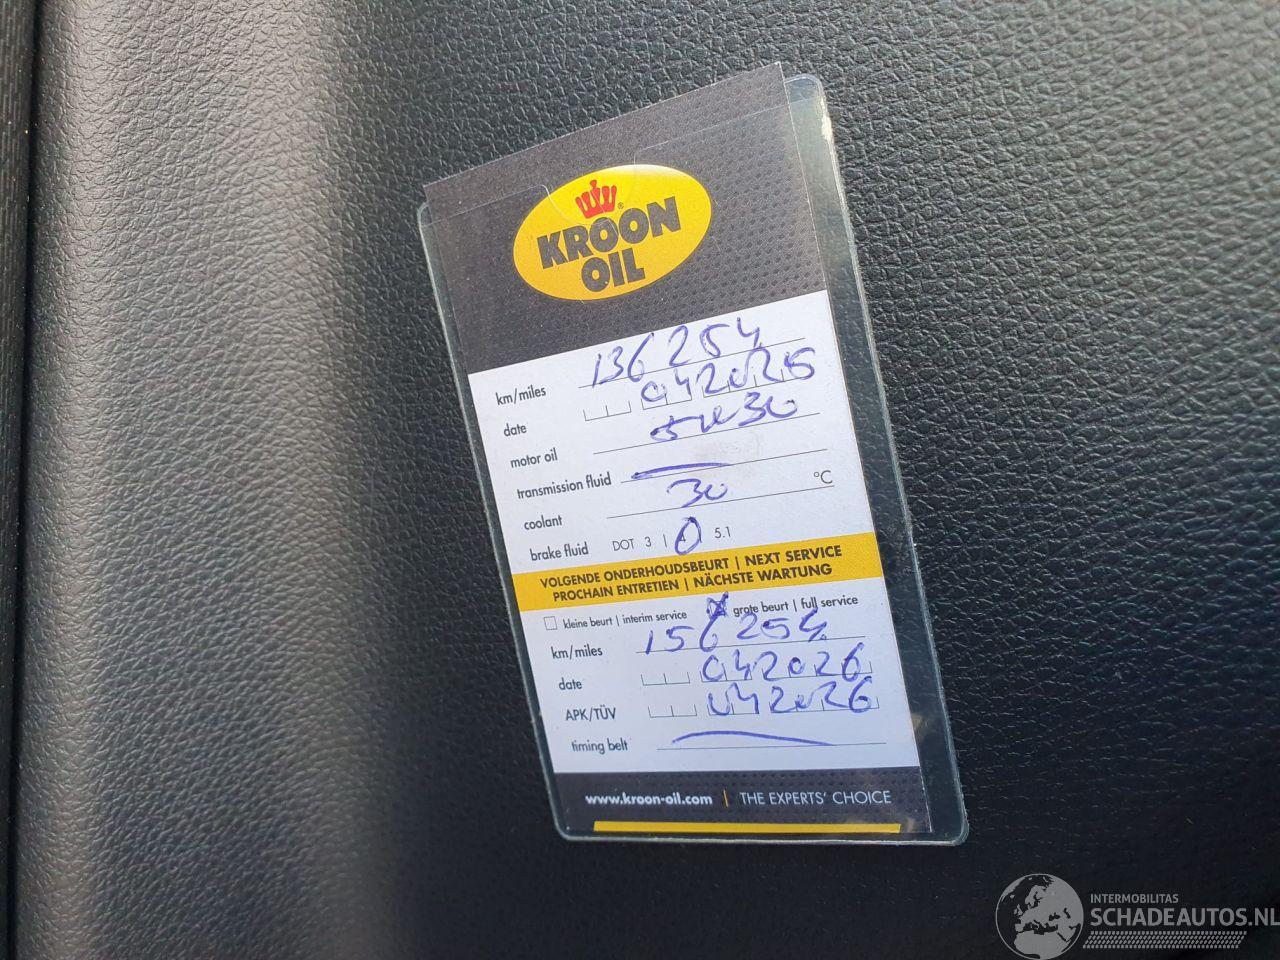 KROON
OIL
®
km/miles 136254
date 042025
motor oil 5W30
transmission fluid —
coolant 30 °C
brake fluid DOT 3 | 5.1
VOLGENDE ONDERHOUDSBEURT | NEXT SERVICE
PROCHAIN ENTRETIEN | NÄCHSTE WARTUNG
kleine beurt | interim service X grote beurt | full service
km/miles 156254
date 042026
APK/TÜV 042026
timing belt —
www.kroon-oil.com | THE EXPERTS' CHOICE
INTERMOBILITAS
SCHADEAUTOS.NL